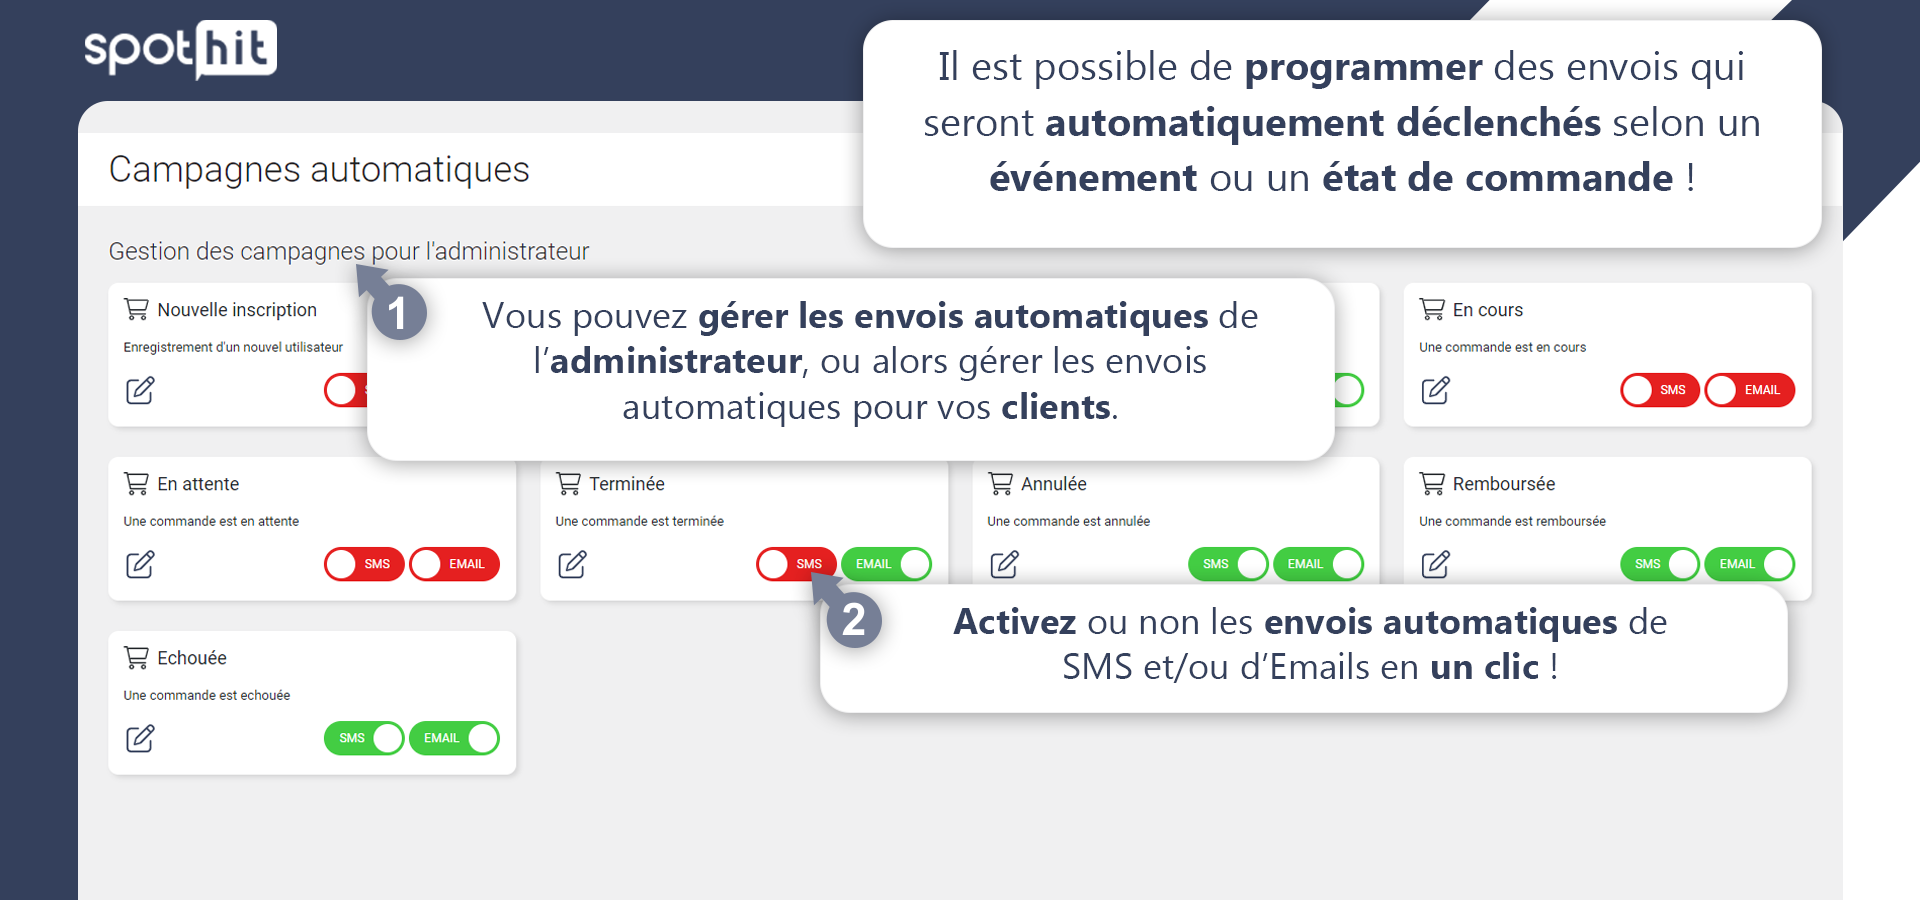 spothit
Il est possible de programmer des envois qui
seront automatiquement déclenchés selon un
événement ou un état de commande !
Campagnes automatiques
Gestion des campagnes pour l'administrateur
Nouvelle inscription
Enregistrement d'un nouvel utilisateur
1
Vous pouvez gérer les envois automatiques de
l’administrateur, ou alors gérer les envois
automatiques pour vos clients.
En cours
Une commande est en cours
SMS EMAIL
En attente
Une commande est en attente
SMS EMAIL
Terminée
Une commande est terminée
SMS EMAIL
Annulée
Une commande est annulée
SMS EMAIL
Remboursée
Une commande est remboursée
SMS EMAIL
2
Activez ou non les envois automatiques de
SMS et/ou d’Emails en un clic !
Echouée
Une commande est echouée
SMS EMAIL